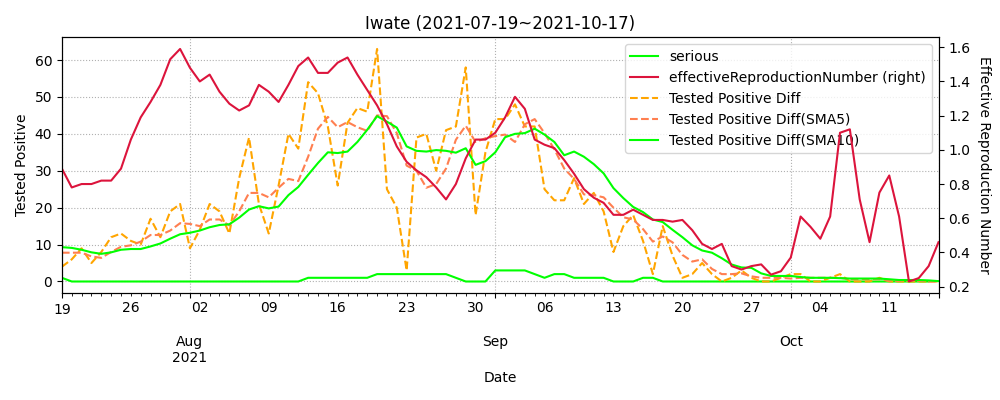 Iwate (2021-07-19~2021-10-17)
serious
effectiveReproductionNumber (right)
Tested Positive Diff
Tested Positive Diff(SMA5)
Tested Positive Diff(SMA10)
Tested Positive
60
50
40
30
20
10
0
1.6
1.4
1.2
1.0
0.8
0.6
0.4
0.2
Effective Reproduction Number
19 26 02 09 16 23 30 06 13 20 27 04 11
Aug Sep Oct
2021
Date